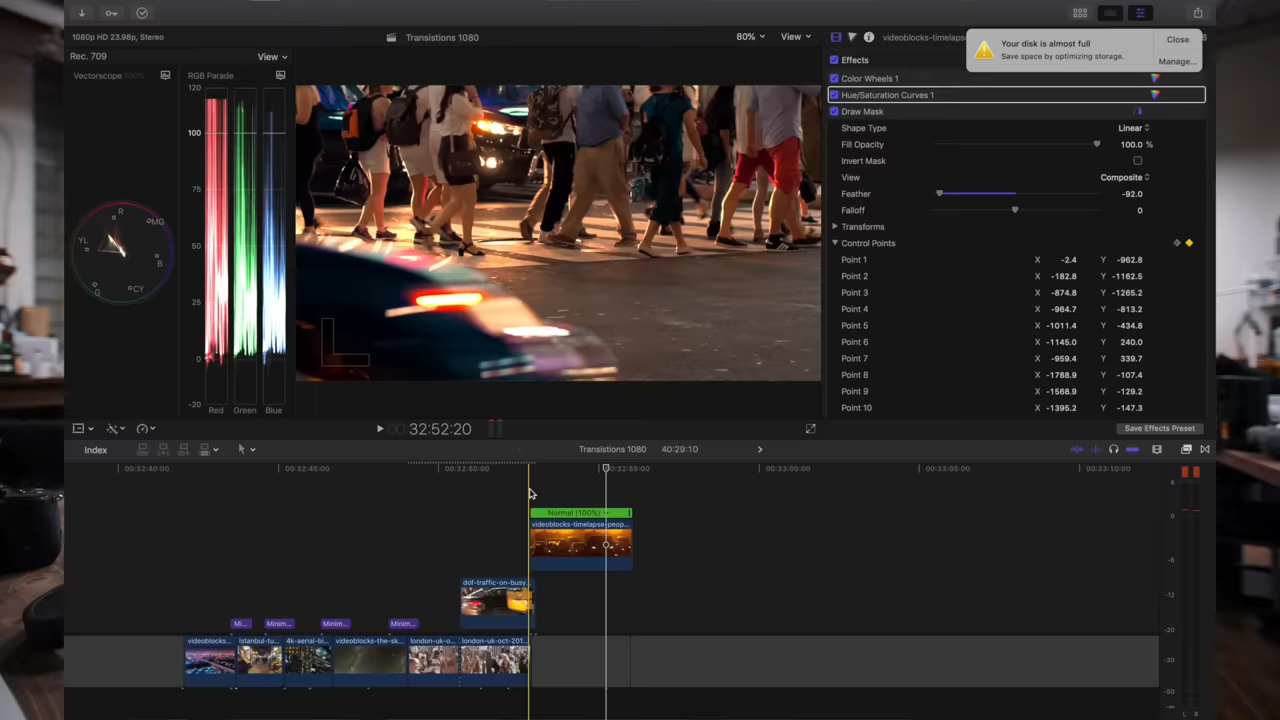 1080p HD 23.98p, Stereo
Transistions 1080
80%
View
videoblocks-timelaps
Your disk is almost full
Save space by optimizing storage.
Close
Manage...
Rec. 709
View
Effects
Vectorscope 100%
RGB Parade
Color Wheels 1
120
Hue/Saturation Curves 1
Draw Mask
Shape Type
Linear
100
Fill Opacity
100.0 %
Invert Mask
View
Composite
75
Feather
-92.0
R
MG
Falloff
0
Transforms
YL
50
Control Points
B
Point 1 X -2.4 Y -962.8
Point 2 X -182.8 Y -1162.5
G
CY
Point 3 X -874.8 Y -1265.2
25
Point 4 X -964.7 Y -813.2
Point 5 X -1011.4 Y -434.8
Point 6 X -1145.0 Y 240.0
0
Point 7 X -959.4 Y 339.7
Point 8 X -1788.9 Y -107.4
Point 9 X -1568.9 Y -129.2
-20
Point 10 X -1395.2 Y -147.3
Red
Green
Blue
32:52:20
Save Effects Preset
Index
Transistions 1080
40:29:10
00:32:40:00
00:32:45:00
00:32:50:00
00:32:55:00
00:33:00:00
00:33:05:00
00:33:10:00
6
0
-6
-12
-20
-30
-50
-∞
L R
Normal (100%)
videoblocks-timelapse-peop...
dof-traffic-on-busy...
Mi...
Minim...
Minim...
Minim...
videoblocks...
istanbul-tu...
4k-aerial-bi...
videoblocks-the-sk...
london-uk-o...
london-uk-oct-201...